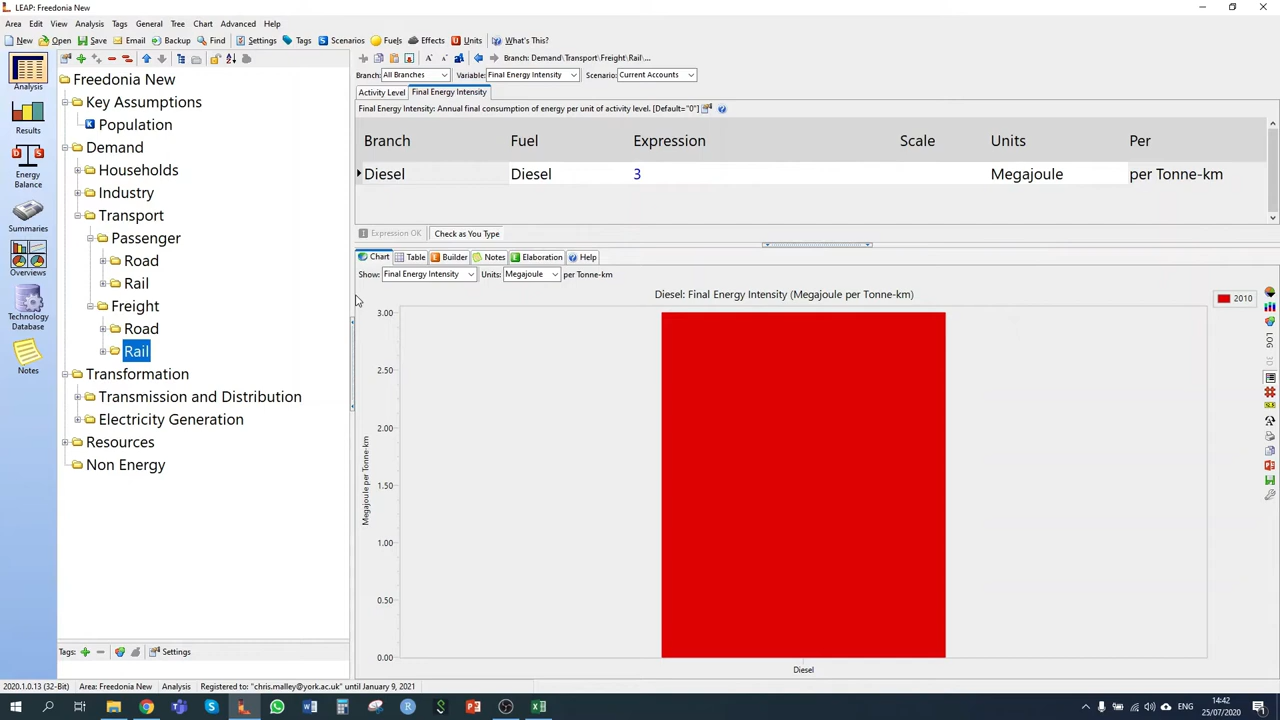 LEAP: Freedonia New
Area Edit View Analysis Tags General Tree Chart Advanced Help
New Open Save Email Backup Find Settings Tags Scenarios Fuels Effects Units What's This?
Branch: Demand\Transport\Freight\Rail\...
Branch: All Branches Variable: Final Energy Intensity Scenario: Current Accounts
Activity Level Final Energy Intensity
Final Energy Intensity: Annual final consumption of energy per unit of activity level. [Default="0"]
Branch Fuel Expression Scale Units Per
Diesel Diesel 3 Megajoule per Tonne-km
Expression OK Check as You Type
Chart Table Builder Notes Elaboration Help
Show: Final Energy Intensity Units: Megajoule per Tonne-km
Diesel: Final Energy Intensity (Megajoule per Tonne-km)
2010
3.00
2.50
2.00
1.50
1.00
0.50
0.00
Megajoule per Tonne-km
Diesel
LOG
Analysis
Results
Energy
Balance
Summaries
Overviews
Technology
Database
Notes
Freedonia New
Key Assumptions
Population
Demand
Households
Industry
Transport
Passenger
Road
Rail
Freight
Road
Rail
Transformation
Transmission and Distribution
Electricity Generation
Resources
Non Energy
Tags: Settings
2020.1.0.13 (32-Bit) Area: Freedonia New Analysis Registered to: "chris.malley@york.ac.uk" until January 9, 2021
ENG
14:42
25/07/2020